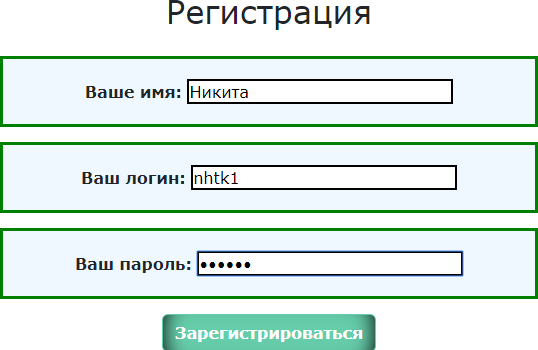 Регистрация
Ваше имя: Никита
Ваш логин: nhtk1
Ваш пароль: ••••••
Зарегистрироваться